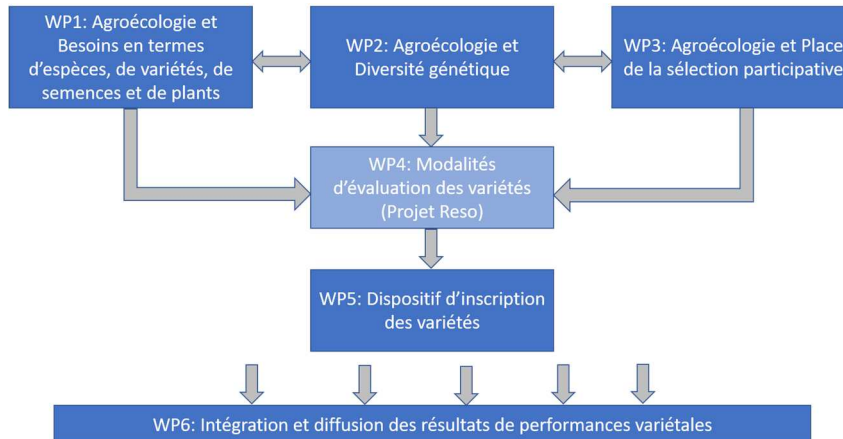 WP1: Agroécologie et
Besoins en termes
d'espèces, de variétés, de
semences et de plants
WP2: Agroécologie et
Diversité génétique
WP3: Agroécologie et Place
de la sélection participative
WP4: Modalités
d'évaluation des variétés
(Projet Reso)
WP5: Dispositif d'inscription
des variétés
WP6: Intégration et diffusion des résultats de performances variétales